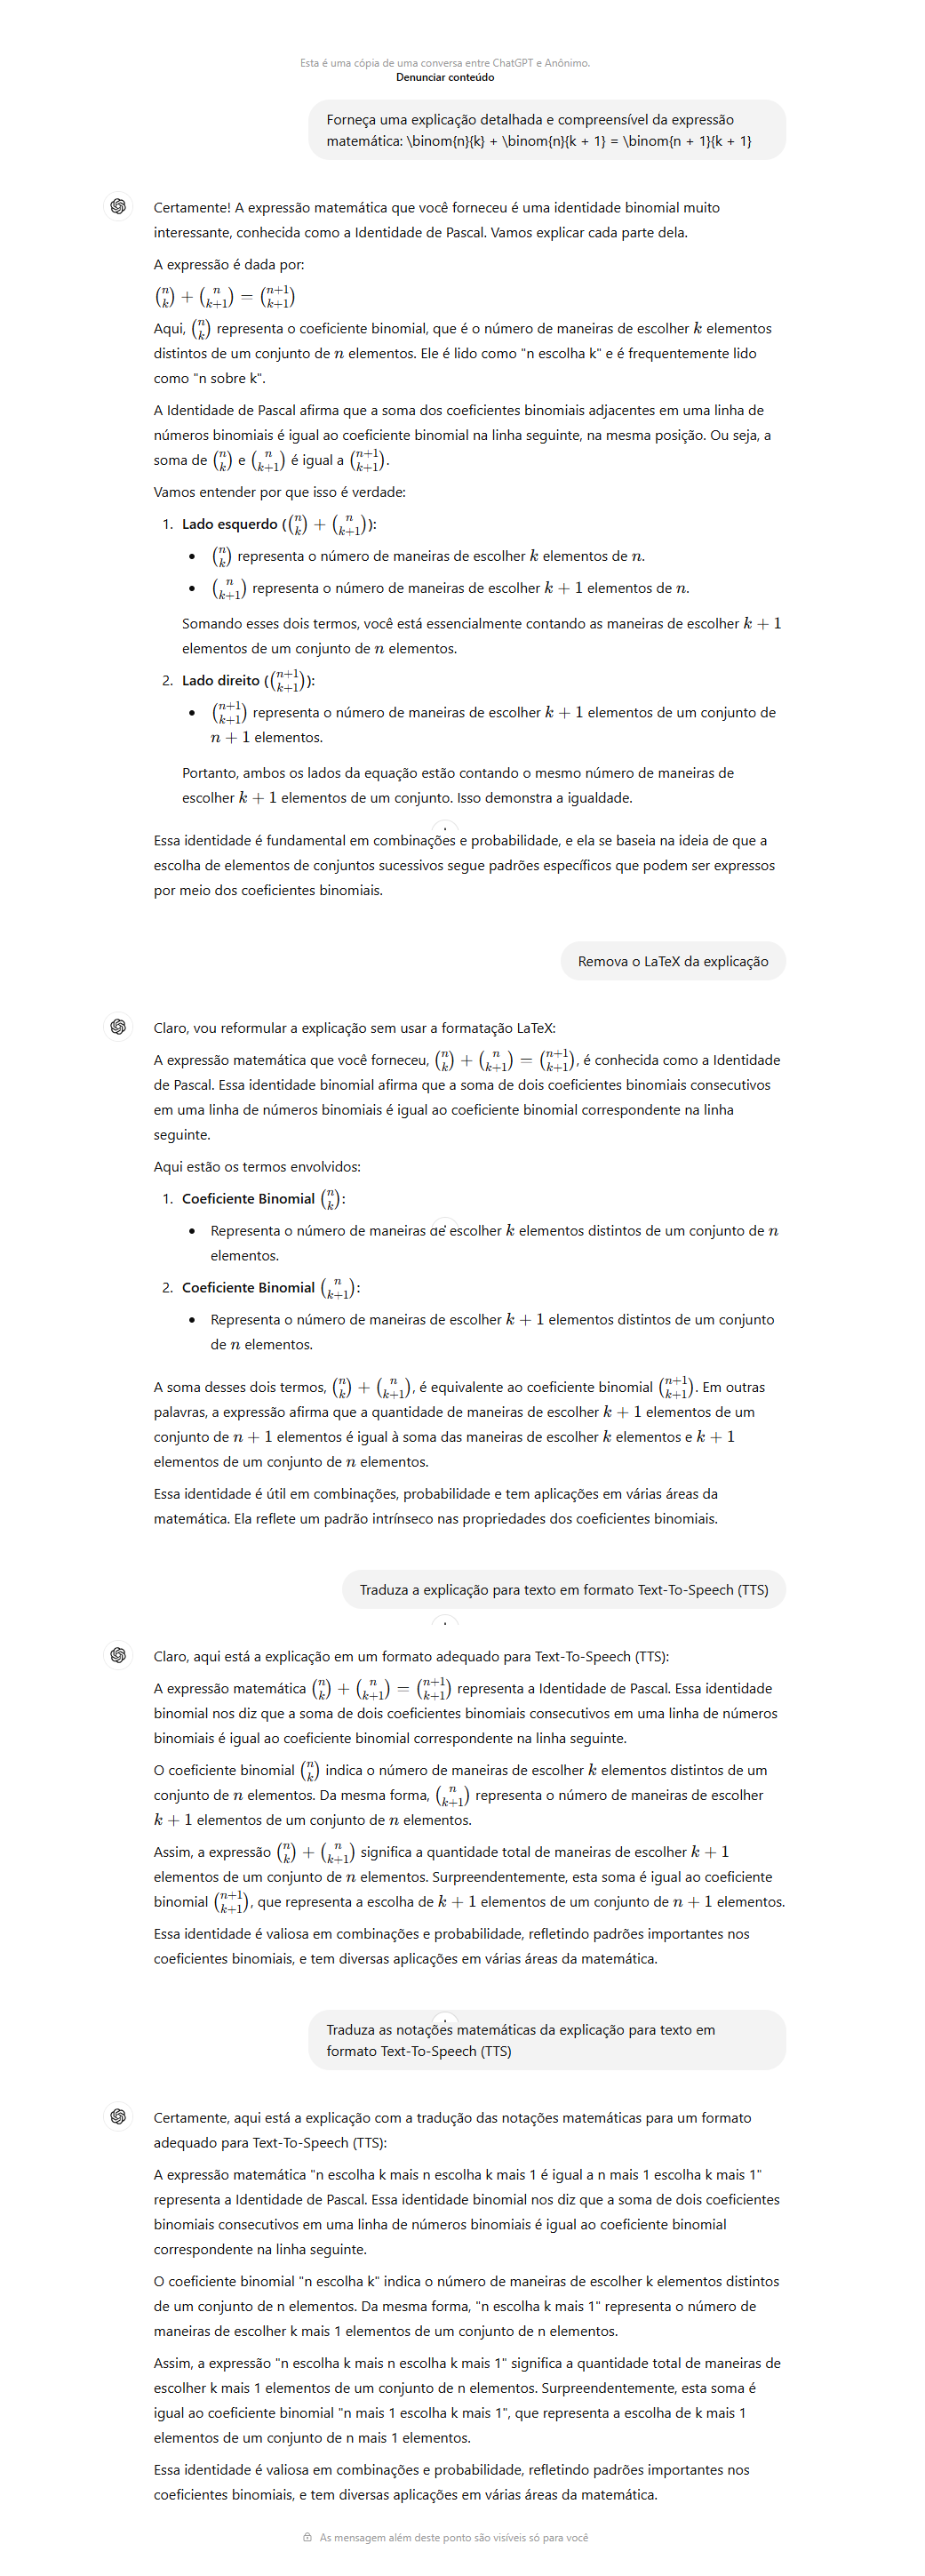 Esta é uma cópia de uma conversa entre ChatGPT e Anônimo.
Denunciar conteúdo
Forneça uma explicação detalhada e compreensível da expressão
matemática: \binom{n}{k} + \binom{n}{k + 1} = \binom{n + 1}{k + 1}
Certamente! A expressão matemática que você forneceu é uma identidade binomial muito
interessante, conhecida como a Identidade de Pascal. Vamos explicar cada parte dela.
A expressão é dada por:
$\binom{n}{k} + \binom{n}{k+1} = \binom{n+1}{k+1}$
Aqui, $\binom{n}{k}$ representa o coeficiente binomial, que é o número de maneiras de escolher $k$ elementos
distintos de um conjunto de $n$ elementos. Ele é lido como "n escolha k" e é frequentemente lido
como "n sobre k".
A Identidade de Pascal afirma que a soma dos coeficientes binomiais adjacentes em uma linha de
números binomiais é igual ao coeficiente binomial na linha seguinte, na mesma posição. Ou seja, a
soma de $\binom{n}{k}$ e $\binom{n}{k+1}$ é igual a $\binom{n+1}{k+1}$.
Vamos entender por que isso é verdade:
1. Lado esquerdo ($\binom{n}{k} + \binom{n}{k+1}$):
• $\binom{n}{k}$ representa o número de maneiras de escolher $k$ elementos de $n$.
• $\binom{n}{k+1}$ representa o número de maneiras de escolher $k + 1$ elementos de $n$.
Somando esses dois termos, você está essencialmente contando as maneiras de escolher $k + 1$
elementos de um conjunto de $n$ elementos.
2. Lado direito ($\binom{n+1}{k+1}$):
• $\binom{n+1}{k+1}$ representa o número de maneiras de escolher $k + 1$ elementos de um conjunto de
$n + 1$ elementos.
Portanto, ambos os lados da equação estão contando o mesmo número de maneiras de
escolher $k + 1$ elementos de um conjunto. Isso demonstra a igualdade.
Essa identidade é fundamental em combinações e probabilidade, e ela se baseia na ideia de que a
escolha de elementos de conjuntos sucessivos segue padrões específicos que podem ser expressos
por meio dos coeficientes binomiais.
Remova o LaTeX da explicação
Claro, vou reformular a explicação sem usar a formatação LaTeX:
A expressão matemática que você forneceu, $\binom{n}{k} + \binom{n}{k+1} = \binom{n+1}{k+1}$, é conhecida como a Identidade
de Pascal. Essa identidade binomial afirma que a soma de dois coeficientes binomiais consecutivos
em uma linha de números binomiais é igual ao coeficiente binomial correspondente na linha
seguinte.
Aqui estão os termos envolvidos:
1. Coeficiente Binomial $\binom{n}{k}$:
• Representa o número de maneiras de escolher $k$ elementos distintos de um conjunto de $n$
elementos.
2. Coeficiente Binomial $\binom{n}{k+1}$:
• Representa o número de maneiras de escolher $k + 1$ elementos distintos de um conjunto
de $n$ elementos.
A soma desses dois termos, $\binom{n}{k} + \binom{n}{k+1}$, é equivalente ao coeficiente binomial $\binom{n+1}{k+1}$. Em outras
palavras, a expressão afirma que a quantidade de maneiras de escolher $k + 1$ elementos de um
conjunto de $n + 1$ elementos é igual à soma das maneiras de escolher $k$ elementos e $k + 1$
elementos de um conjunto de $n$ elementos.
Essa identidade é útil em combinações, probabilidade e tem aplicações em várias áreas da
matemática. Ela reflete um padrão intrínseco nas propriedades dos coeficientes binomiais.
Traduza a explicação para texto em formato Text-To-Speech (TTS)
Claro, aqui está a explicação em um formato adequado para Text-To-Speech (TTS):
A expressão matemática $\binom{n}{k} + \binom{n}{k+1} = \binom{n+1}{k+1}$ representa a Identidade de Pascal. Essa identidade
binomial nos diz que a soma de dois coeficientes binomiais consecutivos em uma linha de números
binomiais é igual ao coeficiente binomial correspondente na linha seguinte.
O coeficiente binomial $\binom{n}{k}$ indica o número de maneiras de escolher $k$ elementos distintos de um
conjunto de $n$ elementos. Da mesma forma, $\binom{n}{k+1}$ representa o número de maneiras de escolher
$k + 1$ elementos de um conjunto de $n$ elementos.
Assim, a expressão $\binom{n}{k} + \binom{n}{k+1}$ significa a quantidade total de maneiras de escolher $k + 1$
elementos de um conjunto de $n$ elementos. Surpreendentemente, esta soma é igual ao coeficiente
binomial $\binom{n+1}{k+1}$, que representa a escolha de $k + 1$ elementos de um conjunto de $n + 1$ elementos.
Essa identidade é valiosa em combinações e probabilidade, refletindo padrões importantes nos
coeficientes binomiais, e tem diversas aplicações em várias áreas da matemática.
Traduza as notações matemáticas da explicação para texto em
formato Text-To-Speech (TTS)
Certamente, aqui está a explicação com a tradução das notações matemáticas para um formato
adequado para Text-To-Speech (TTS):
A expressão matemática "n escolha k mais n escolha k mais 1 é igual a n mais 1 escolha k mais 1"
representa a Identidade de Pascal. Essa identidade binomial nos diz que a soma de dois coeficientes
binomiais consecutivos em uma linha de números binomiais é igual ao coeficiente binomial
correspondente na linha seguinte.
O coeficiente binomial "n escolha k" indica o número de maneiras de escolher k elementos distintos
de um conjunto de n elementos. Da mesma forma, "n escolha k mais 1" representa o número de
maneiras de escolher k mais 1 elementos de um conjunto de n elementos.
Assim, a expressão "n escolha k mais n escolha k mais 1" significa a quantidade total de maneiras de
escolher k mais 1 elementos de um conjunto de n elementos. Surpreendentemente, esta soma é
igual ao coeficiente binomial "n mais 1 escolha k mais 1", que representa a escolha de k mais 1
elementos de um conjunto de n mais 1 elementos.
Essa identidade é valiosa em combinações e probabilidade, refletindo padrões importantes nos
coeficientes binomiais, e tem diversas aplicações em várias áreas da matemática.
As mensagem além deste ponto são visíveis só para você